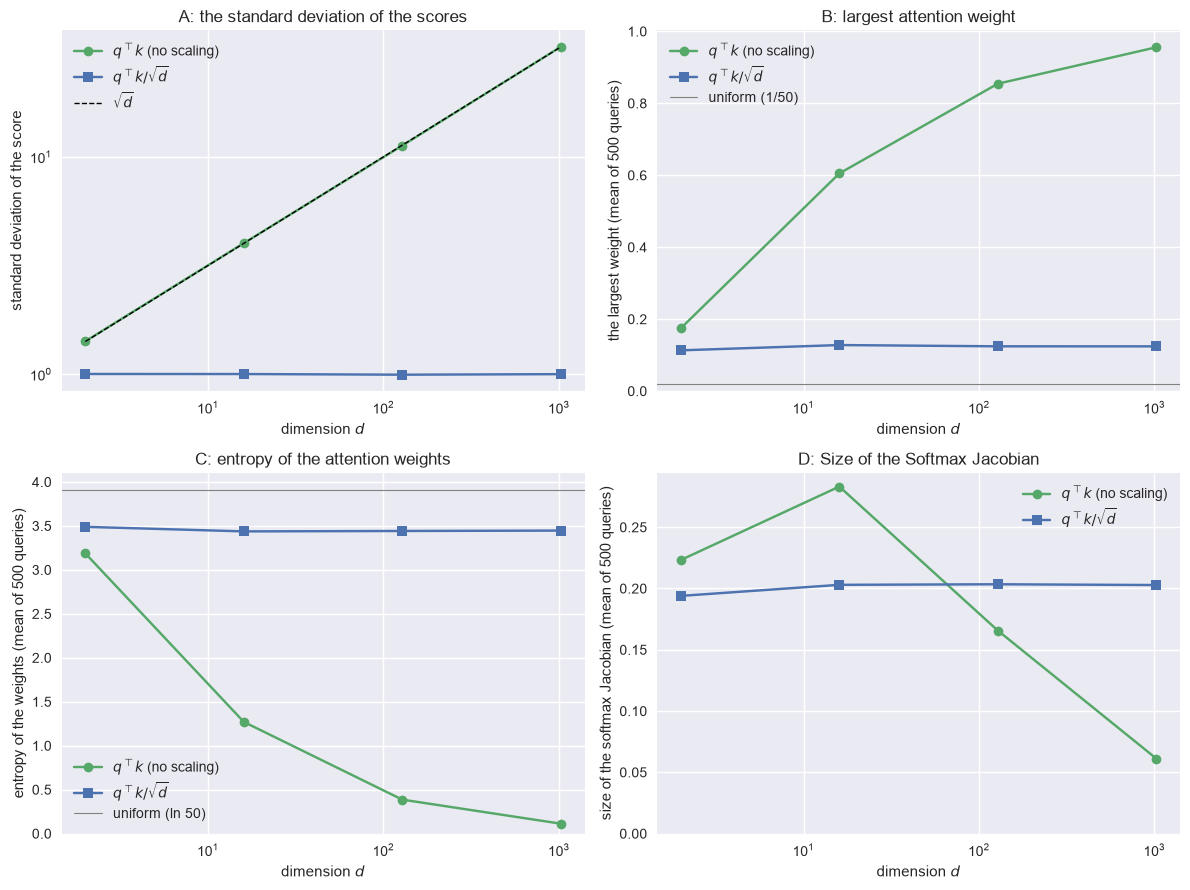 A: the standard deviation of the scores
standard deviation of the score
10¹
10⁰
q⊤k (no scaling)
q⊤k/√d
√d
10¹ 10² 10³
dimension d
B: largest attention weight
the largest weight (mean of 500 queries)
1.0
0.8
0.6
0.4
0.2
0.0
q⊤k (no scaling)
q⊤k/√d
uniform (1/50)
10¹ 10² 10³
dimension d
C: entropy of the attention weights
entropy of the weights (mean of 500 queries)
4.0
3.5
3.0
2.5
2.0
1.5
1.0
0.5
0.0
q⊤k (no scaling)
q⊤k/√d
uniform (ln 50)
10¹ 10² 10³
dimension d
D: Size of the Softmax Jacobian
size of the softmax Jacobian (mean of 500 queries)
0.25
0.20
0.15
0.10
0.05
0.00
q⊤k (no scaling)
q⊤k/√d
10¹ 10² 10³
dimension d